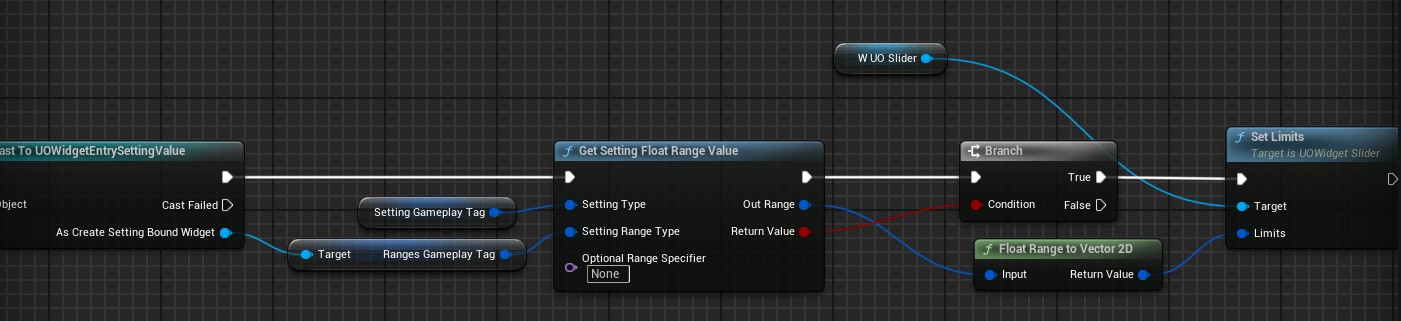 W UO Slider
ast To UOWidgetEntrySettingValue
Object
Cast Failed
As Create Setting Bound Widget
Setting Gameplay Tag
Target
Ranges Gameplay Tag
Get Setting Float Range Value
Setting Type
Out Range
Setting Range Type
Return Value
Optional Range Specifier
None
Branch
True
Condition
False
Float Range to Vector 2D
Input
Return Value
Set Limits
Target is UOWidget Slider
Target
Limits